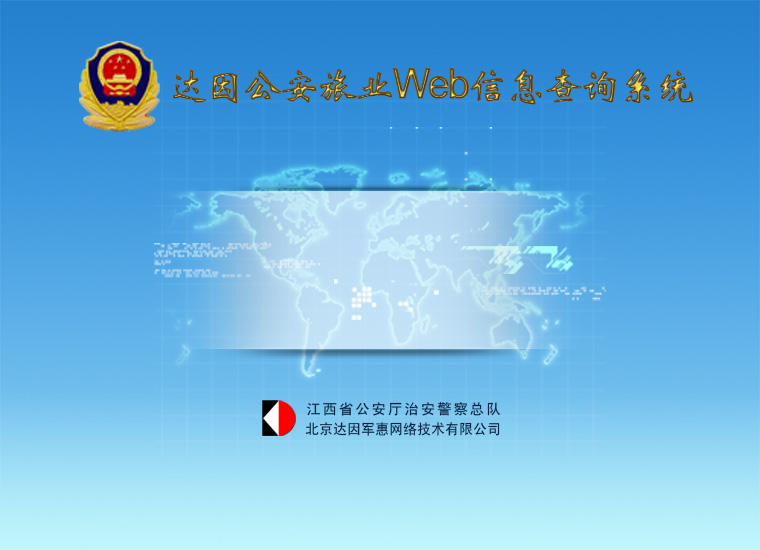 达因公安旅业Web信息查询系统
江西省公安厅治安警察总队
北京达因军惠网络技术有限公司